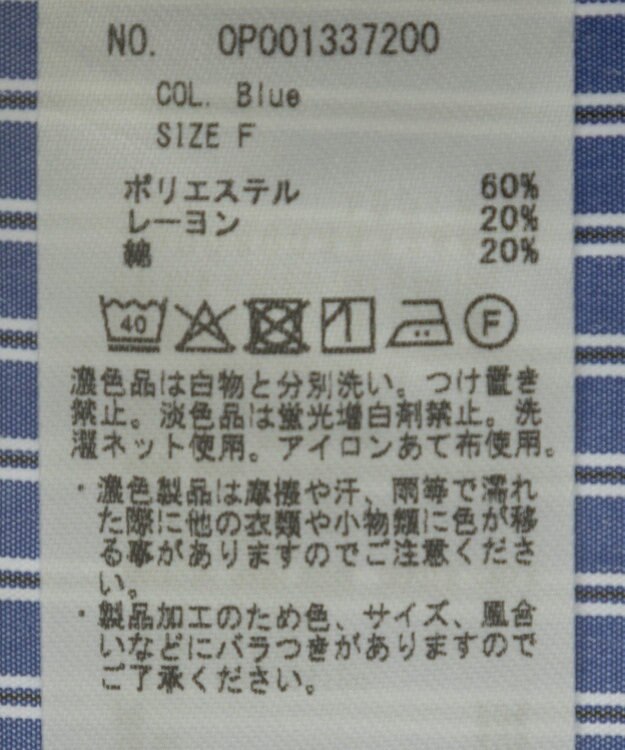 NO. OP001337200
COL. Blue
SIZE F
ポリエステル 60%
レーヨン 20%
綿 20%
40 F
濃色品は白物と分別洗い。つけ置き
禁止。淡色品は蛍光増白剤禁止。洗
濯ネット使用。アイロンあて布使用。
・濃色製品は摩擦や汗、雨等で濡れ
た際に他の衣類や小物類に色が移
る事がありますのでご注意くださ
い。
・製品加工のため色、サイズ、風合
いなどにバラつきがありますので
ご了承ください。